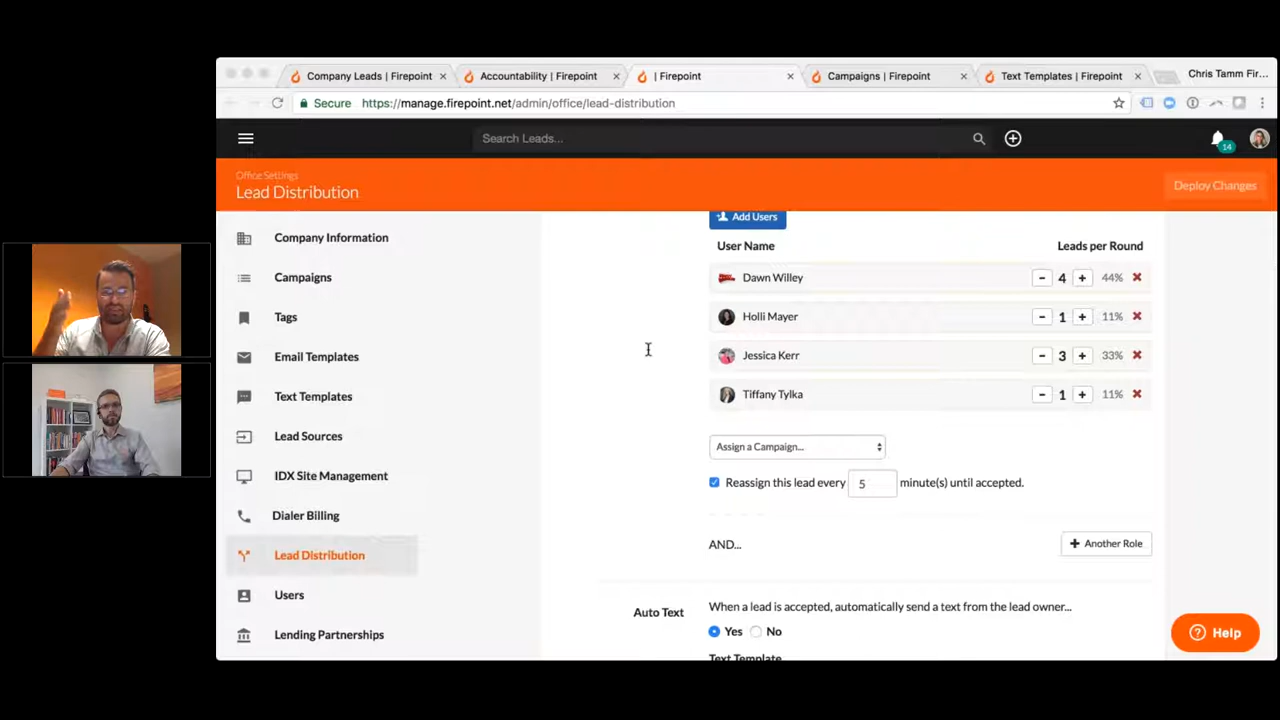 Company Leads | Firepoint
Accountability | Firepoint
| Firepoint
Campaigns | Firepoint
Text Templates | Firepoint
Chris Tamm Fir...
Secure
https://manage.firepoint.net/admin/office/lead-distribution
Search Leads...
14
Office Settings
Lead Distribution
Deploy Changes
Company Information
Campaigns
Tags
Email Templates
Text Templates
Lead Sources
IDX Site Management
Dialer Billing
Lead Distribution
Users
Lending Partnerships
Add Users
User Name Leads per Round
Dawn Willey - 4 + 44%
Holli Mayer - 1 + 11%
Jessica Kerr - 3 + 33%
Tiffany Tylka - 1 + 11%
Assign a Campaign...
Reassign this lead every 5 minute(s) until accepted.
AND...
+ Another Role
Auto Text
When a lead is accepted, automatically send a text from the lead owner...
Yes No
Text Template
Help